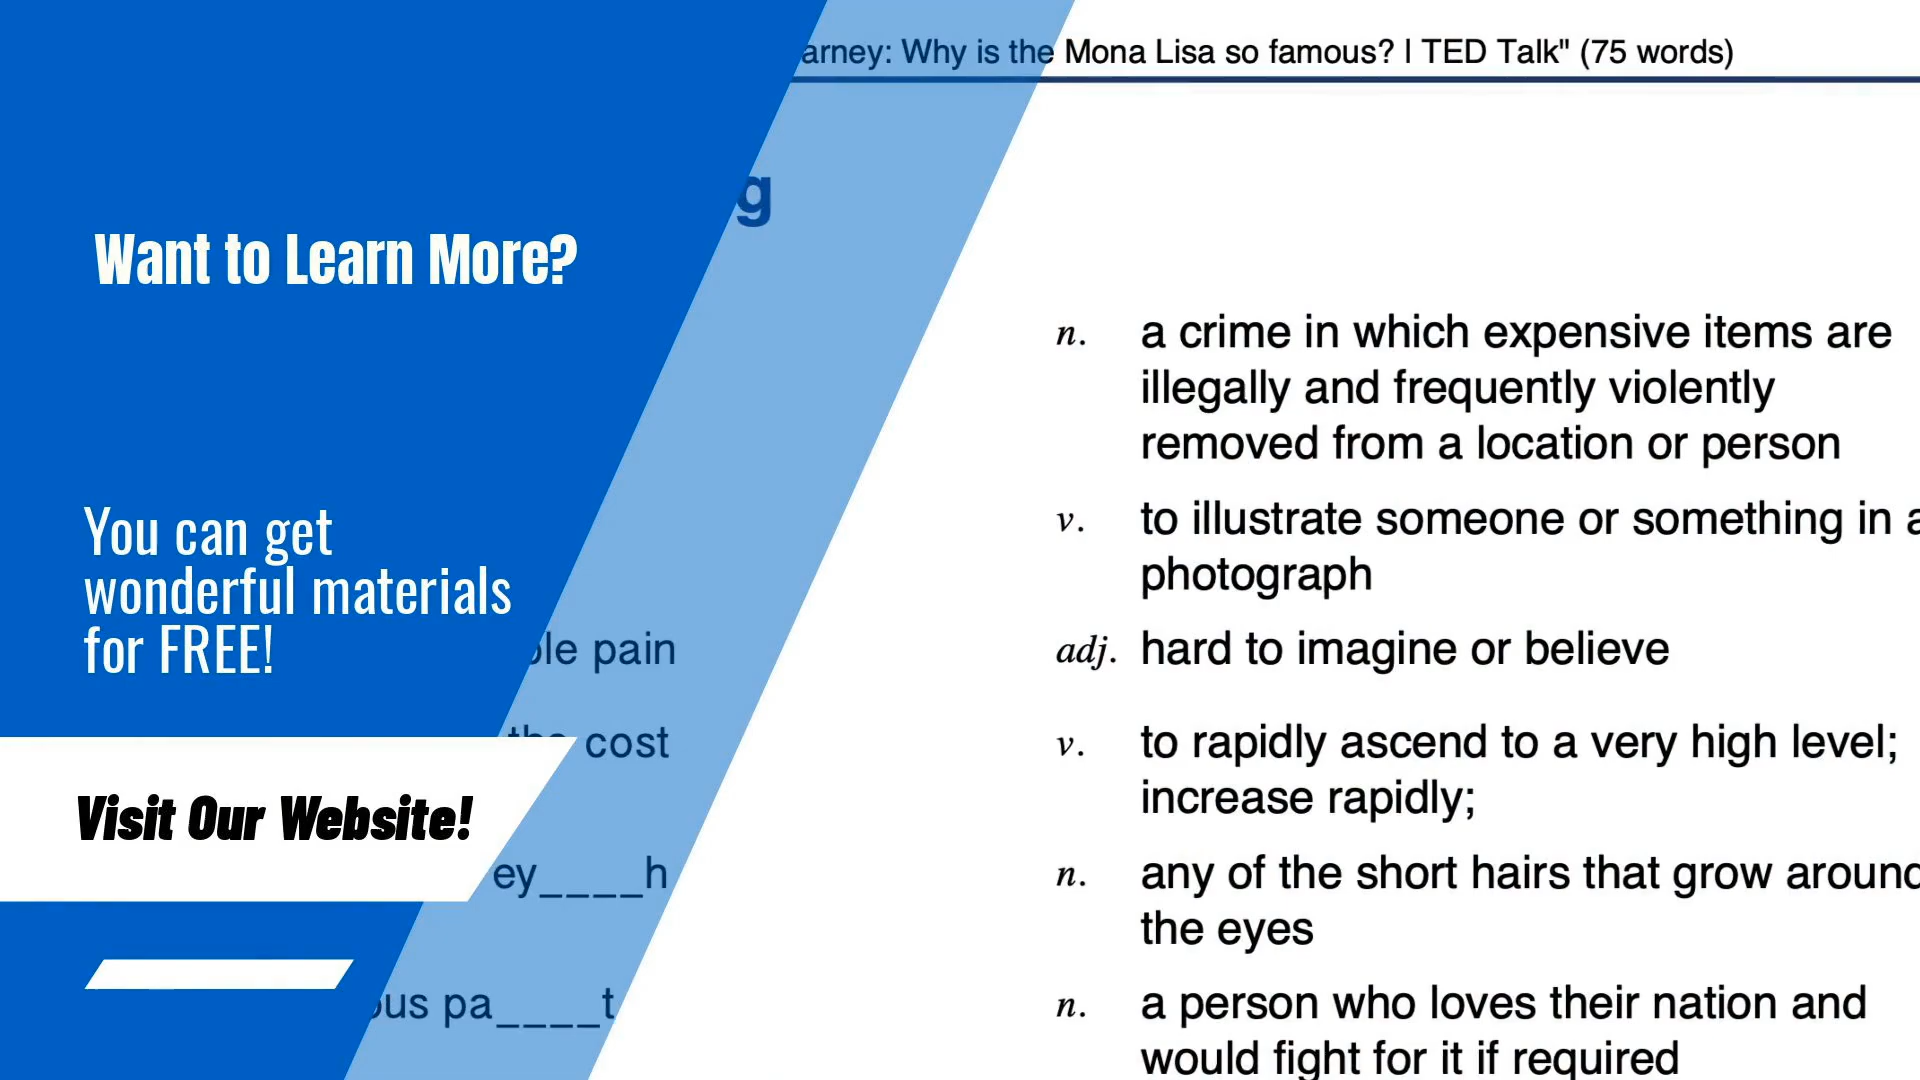 arney: Why is the Mona Lisa so famous? | TED Talk" (75 words)
g
Want to Learn More?
You can get
wonderful materials
for FREE!
Visit Our Website!
n. a crime in which expensive items are
illegally and frequently violently
removed from a location or person
v. to illustrate someone or something in a
photograph
ble pain adj. hard to imagine or believe
the cost v. to rapidly ascend to a very high level;
increase rapidly;
ey____h n. any of the short hairs that grow around
the eyes
ous pa____t n. a person who loves their nation and
would fight for it if required